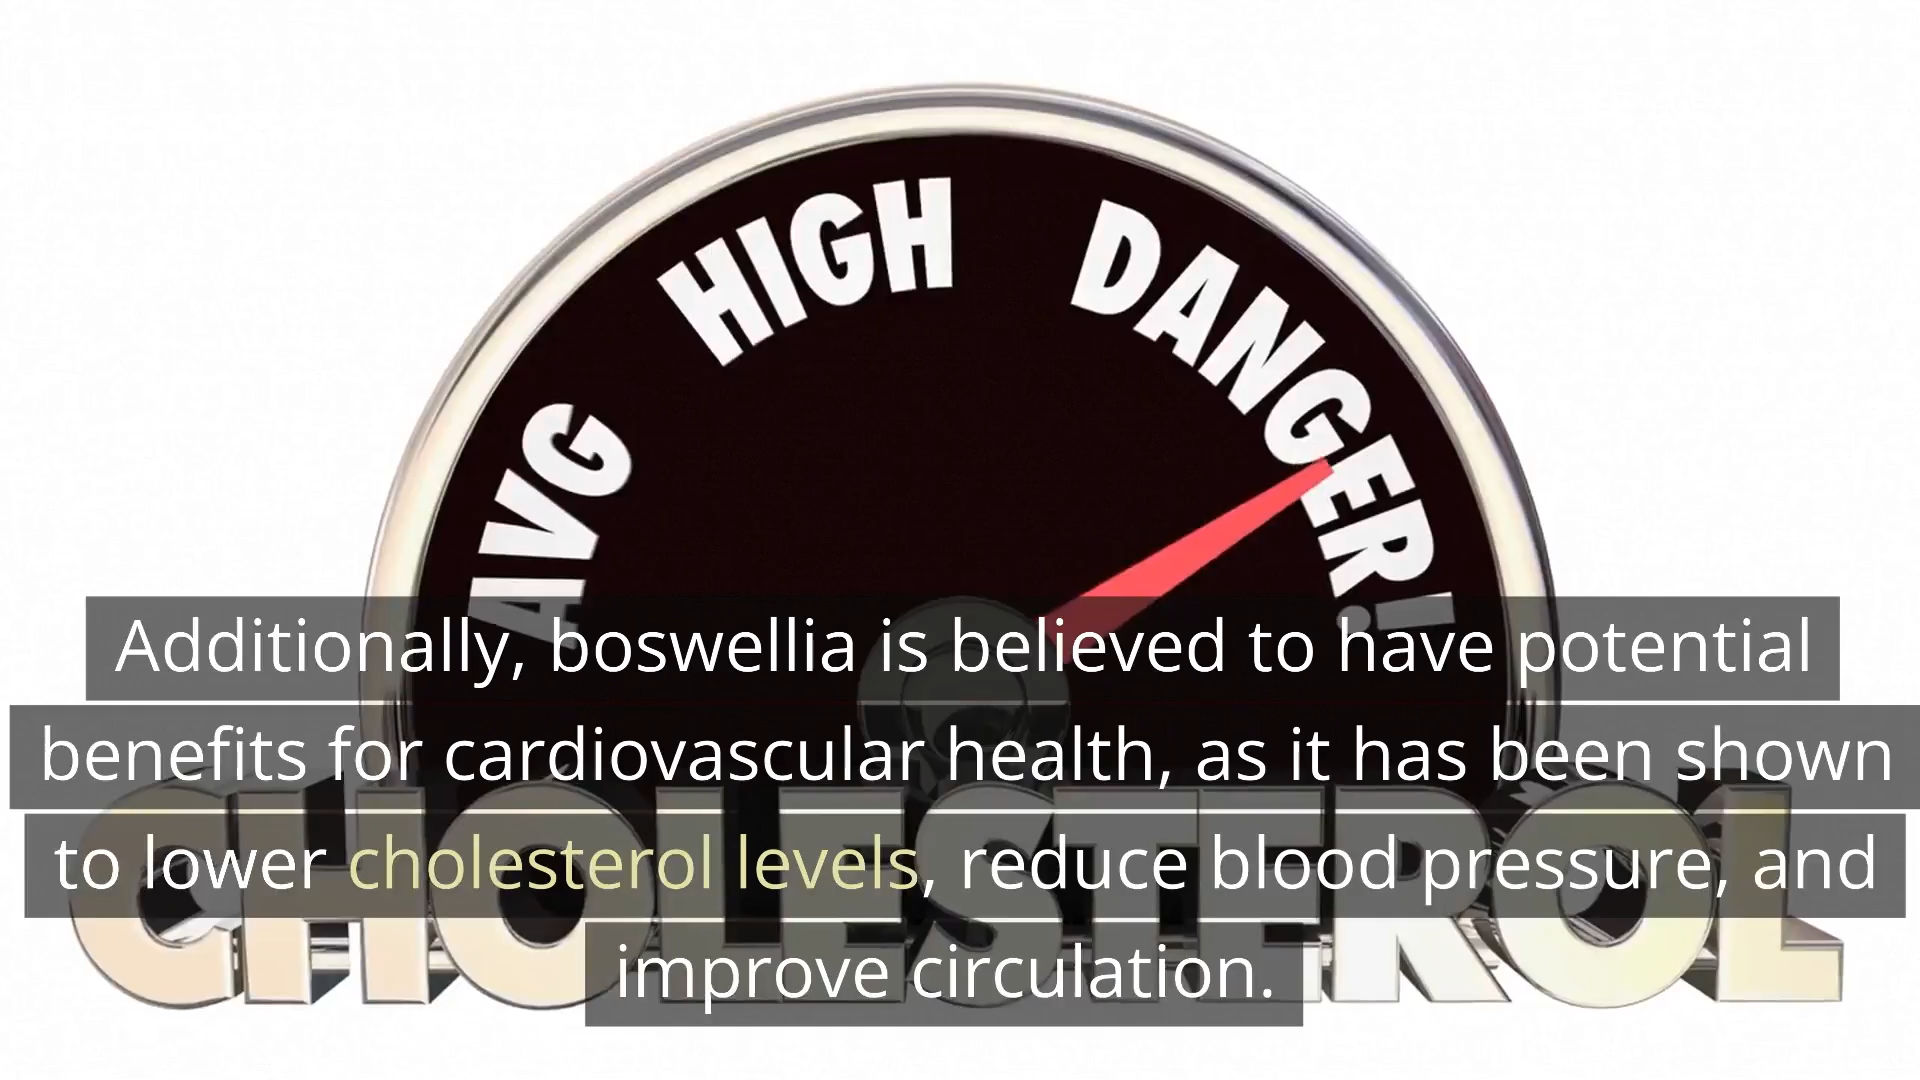 AVG HIGH DANGER!
Additionally, boswellia is believed to have potential
benefits for cardiovascular health, as it has been shown
to lower cholesterol levels, reduce blood pressure, and
improve circulation.
CHOLESTEROL